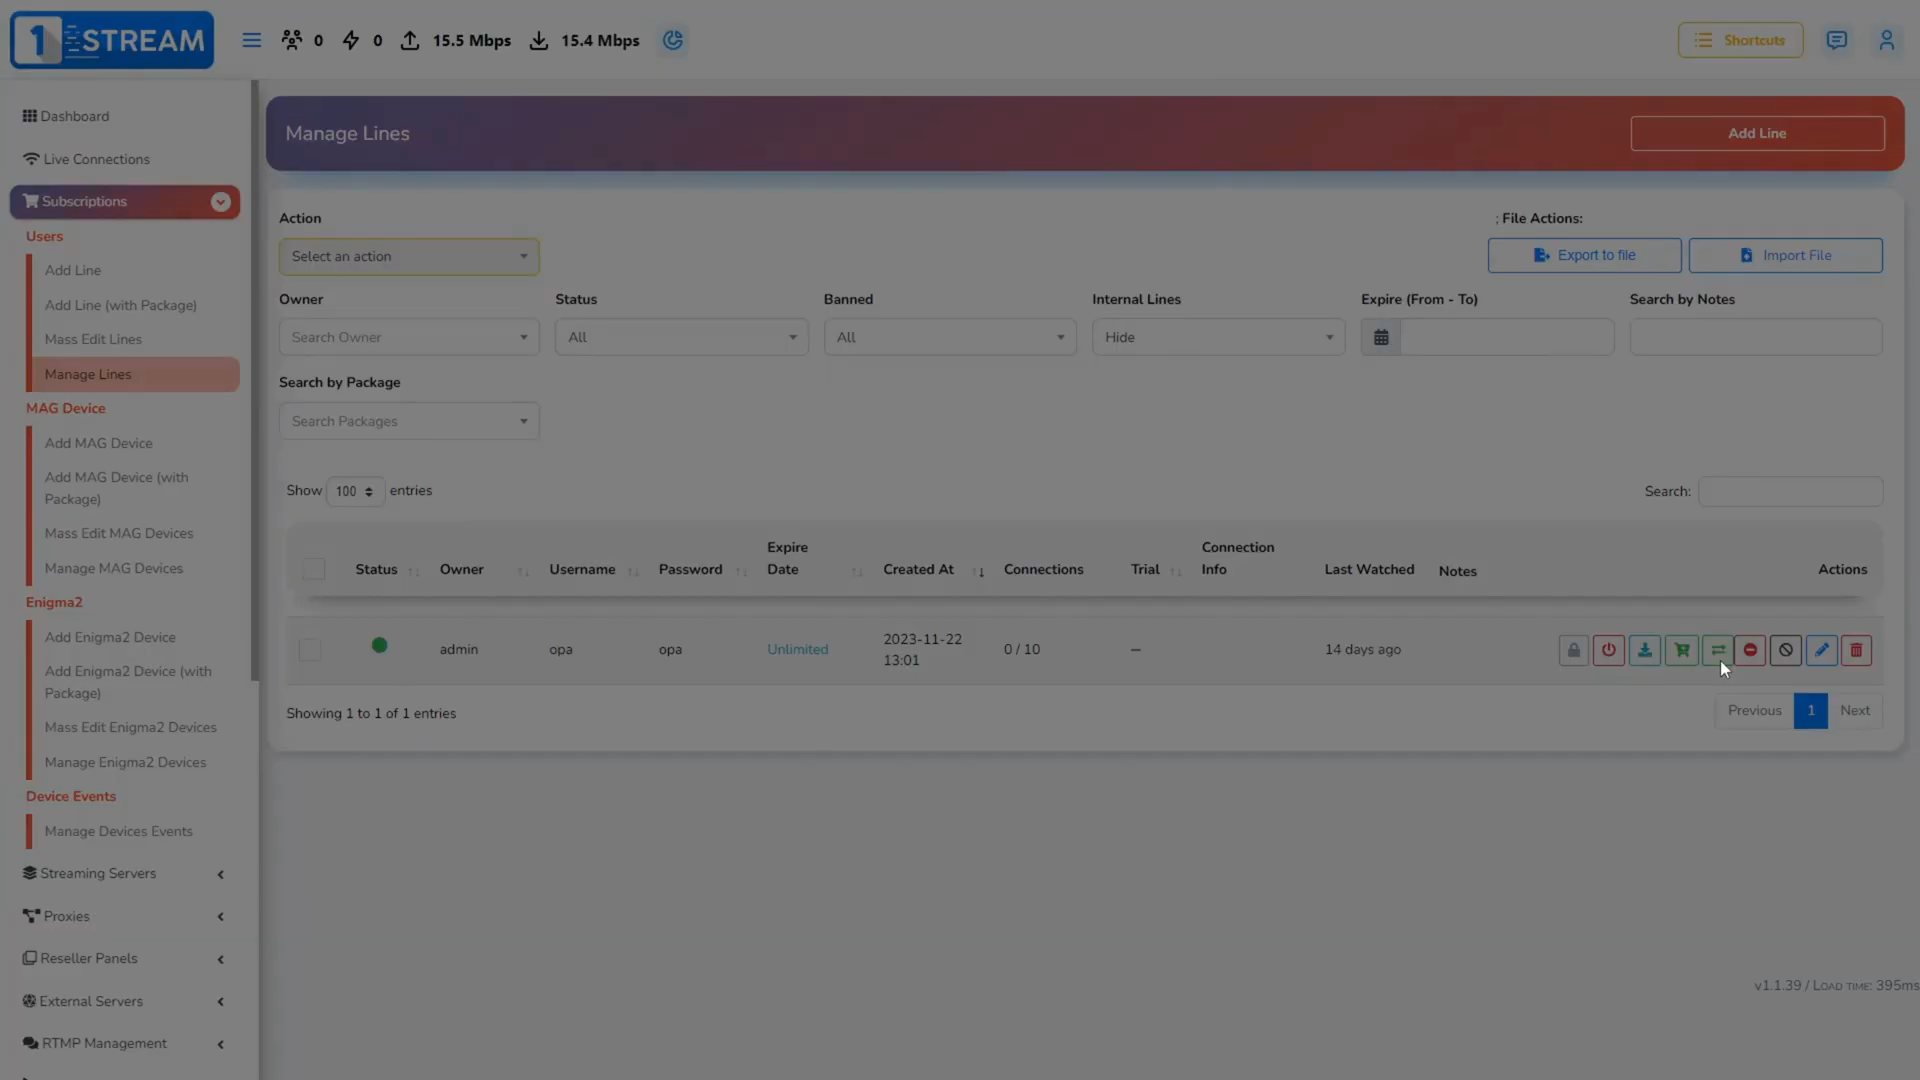 1 STREAM
0
0
15.5 Mbps
15.4 Mbps
Shortcuts
Dashboard
Live Connections
Subscriptions
Users
Add Line
Add Line (with Package)
Mass Edit Lines
Manage Lines
MAG Device
Add MAG Device
Add MAG Device (with
Package)
Mass Edit MAG Devices
Manage MAG Devices
Enigma2
Add Enigma2 Device
Add Enigma2 Device (with
Package)
Mass Edit Enigma2 Devices
Manage Enigma2 Devices
Device Events
Manage Devices Events
Streaming Servers
Proxies
Reseller Panels
External Servers
RTMP Management
Manage Lines
Add Line
Action
; File Actions:
Select an action
Export to file
Import File
Owner
Status
Banned
Internal Lines
Expire (From - To)
Search by Notes
Search Owner
All
All
Hide
Search by Package
Search Packages
Show 100 entries
Search:
Status
Owner
Username
Password
Expire
Date
Created At
Connections
Trial
Connection
Info
Last Watched
Notes
Actions
admin
opa
opa
Unlimited
2023-11-22
13:01
0 / 10
–
14 days ago
Showing 1 to 1 of 1 entries
Previous
1
Next
v1.1.39 / LOAD TIME: 395ms